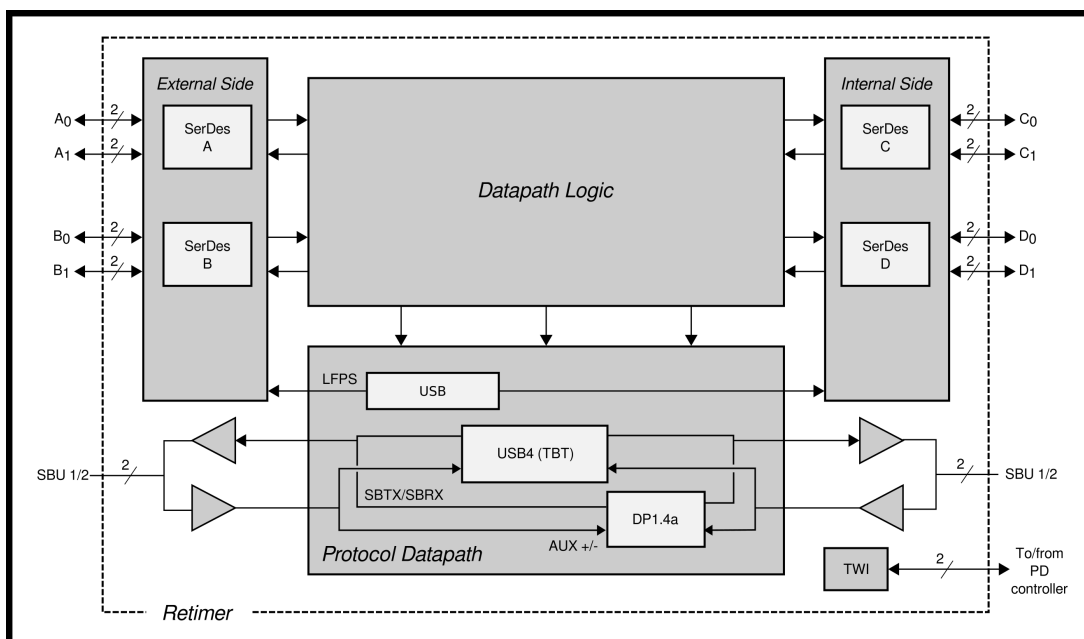 External Side
Internal Side
SerDes
A
SerDes
C
Datapath Logic
SerDes
B
SerDes
D
A0
2
A1
2
B0
2
B1
2
2
C0
2
C1
2
D0
2
D1
LFPS
USB
USB4 (TBT)
SBU 1/2
2
2
SBU 1/2
SBTX/SBRX
DP1.4a
AUX +/-
Protocol Datapath
TWI
2
To/from
PD
controller
Retimer